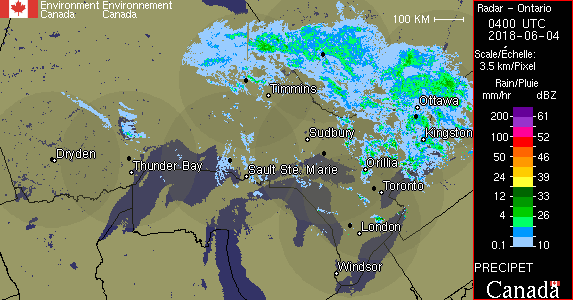 Environment Environnement
Canada Canada
100 KM
Timmins
Ottawa
Sudbury
Kingston
Dryden
Thunder Bay
Sault Ste. Marie
Orillia
Toronto
London
Windsor
Radar - Ontario
0400 UTC
2018-06-04
Scale/Échelle:
3.5 km/Pixel
Rain/Pluie
mm/hr dBZ
200 61
100 52
50 46
24 39
12 33
4 26
0.1 10
PRECIPET
Canada